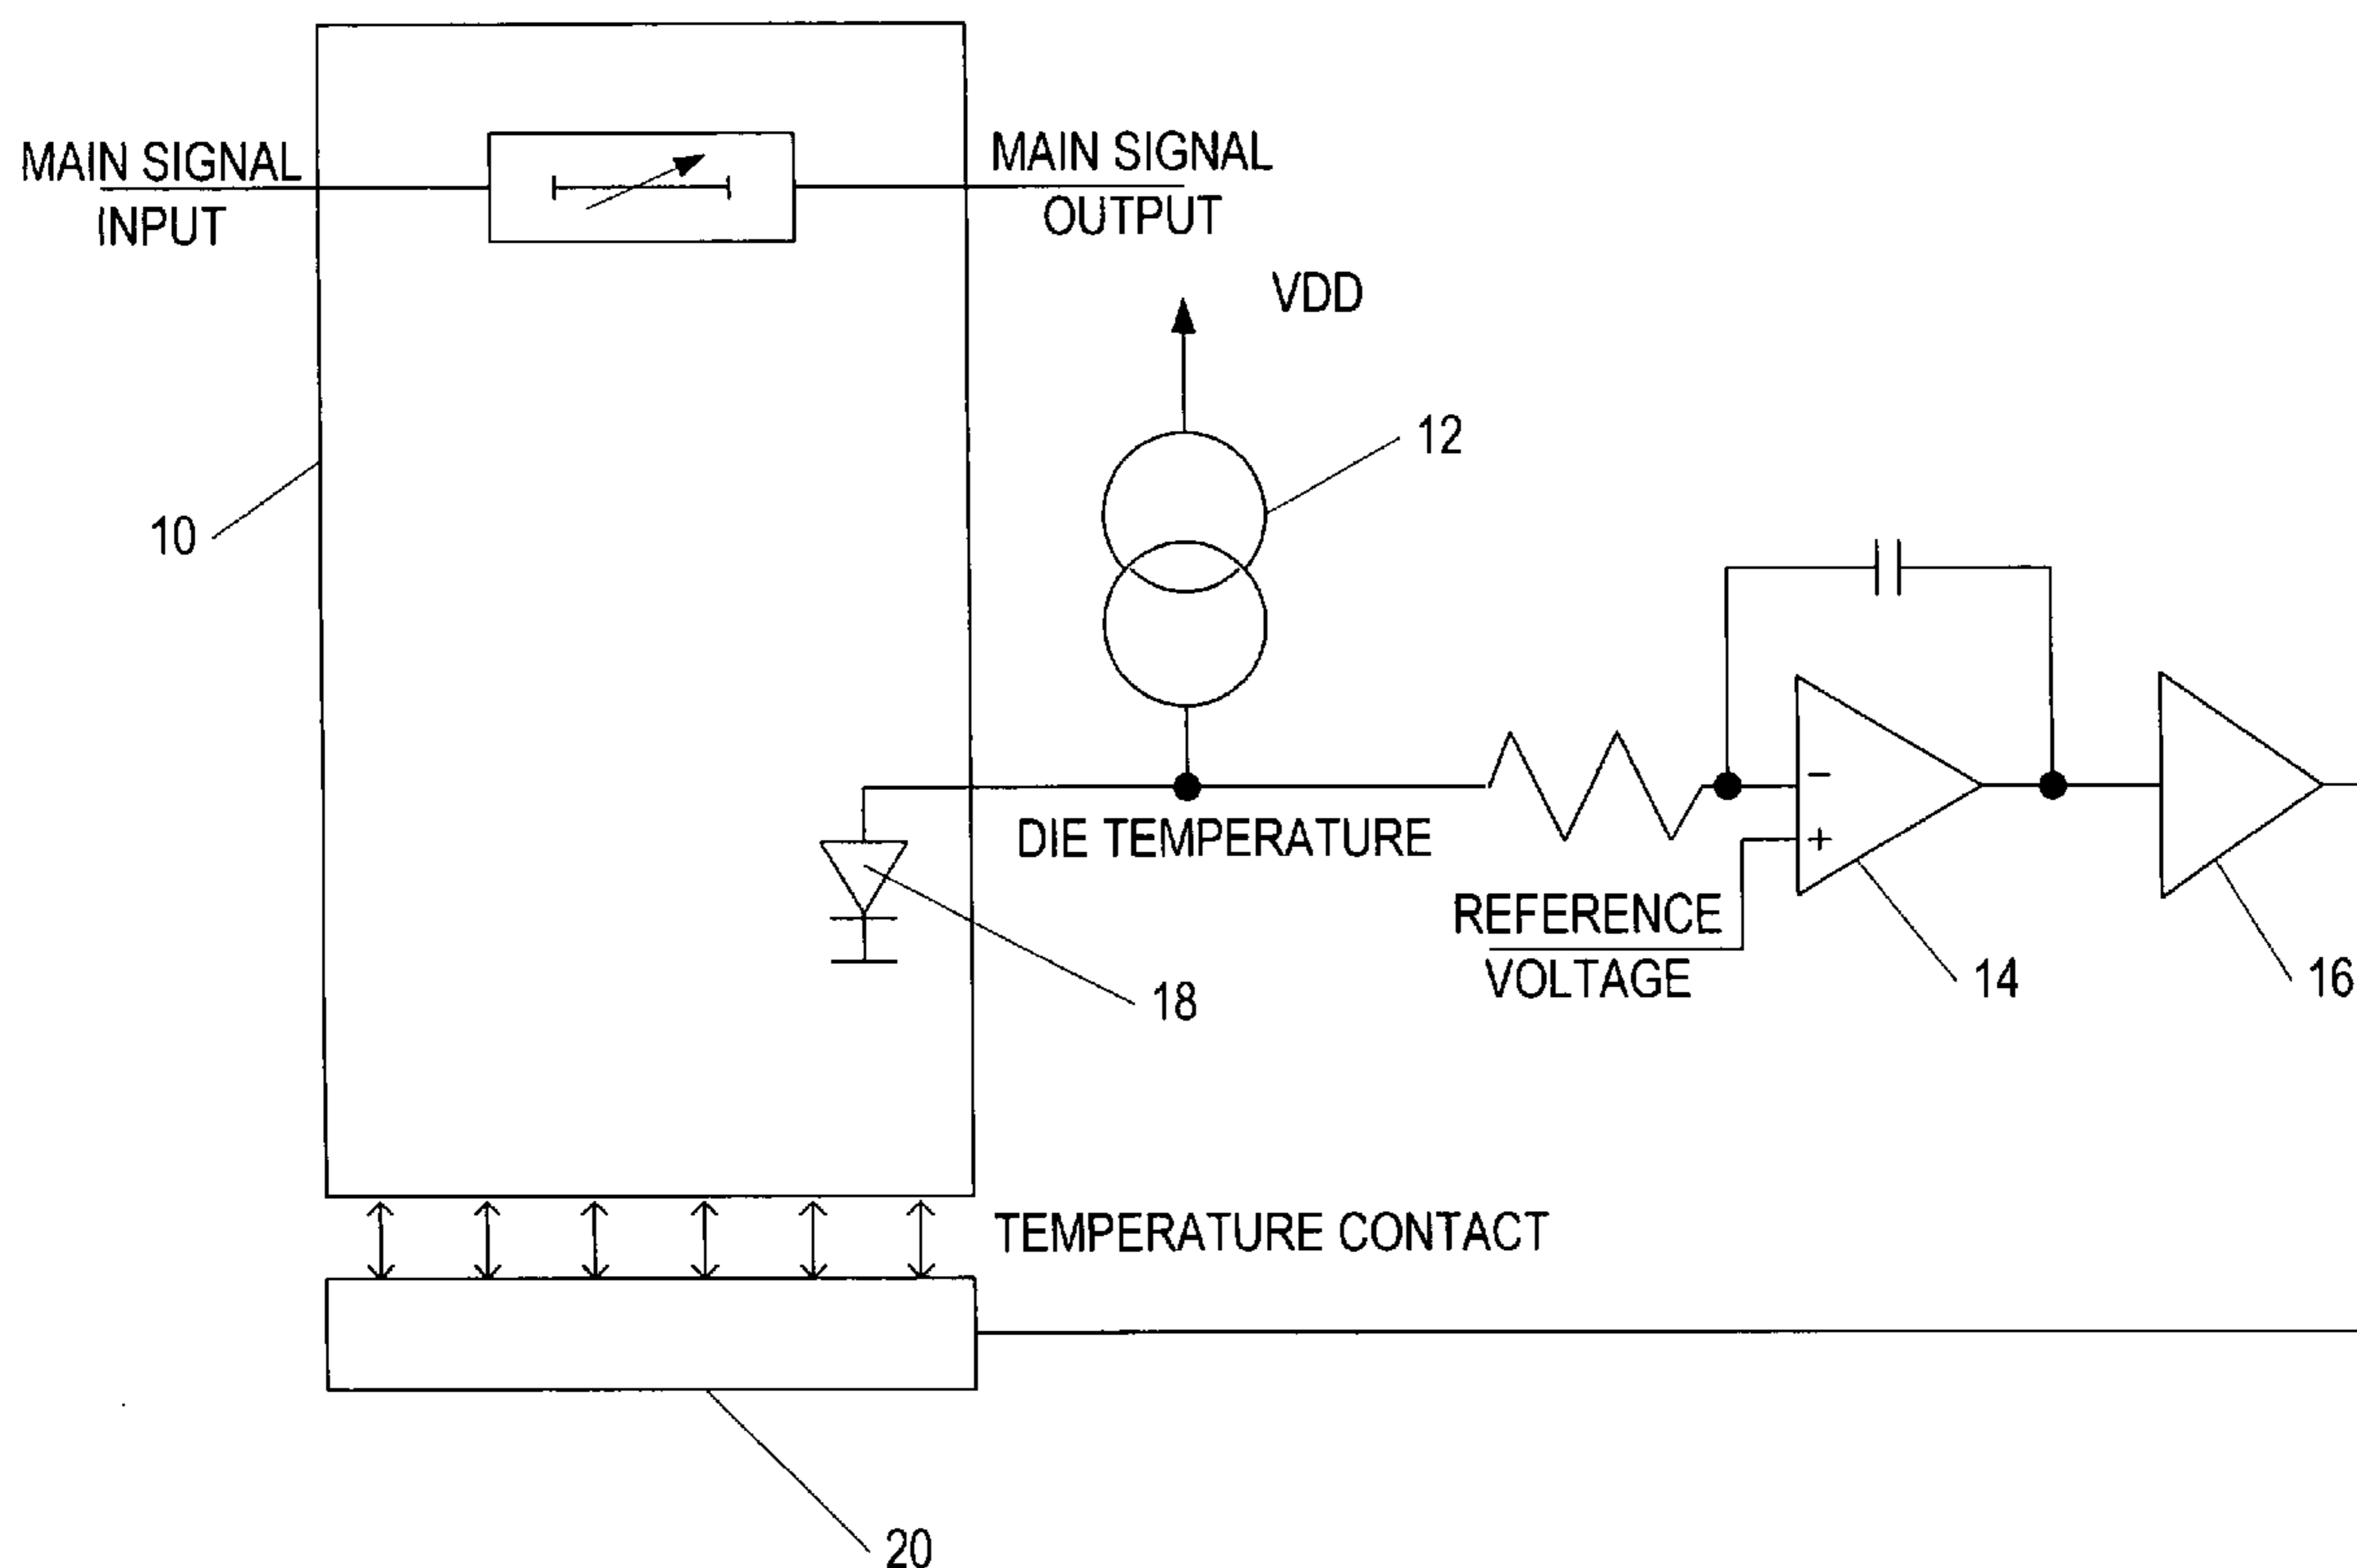 MAIN SIGNAL
INPUT
MAIN SIGNAL
OUTPUT
VDD
12
10
−
+
DIE TEMPERATURE
REFERENCE
VOLTAGE
14
16
18
TEMPERATURE CONTACT
20